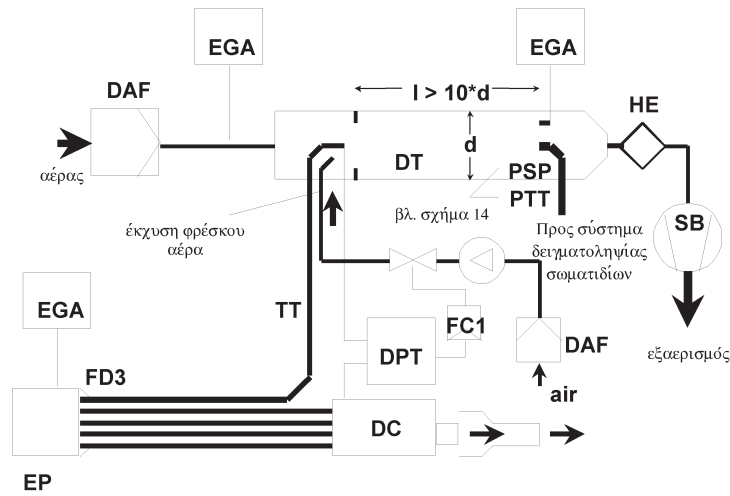 EGA
EGA
DAF
l > 10*d
HE
αέρας
d
DT
PSP
PTT
SB
έκχυση φρέσκου
αέρα
βλ. σχήμα 14
Προς σύστημα
δειγματοληψίας
σωματιδίων
EGA
TT
FC1
DAF
εξαερισμός
DPT
FD3
air
DC
EP